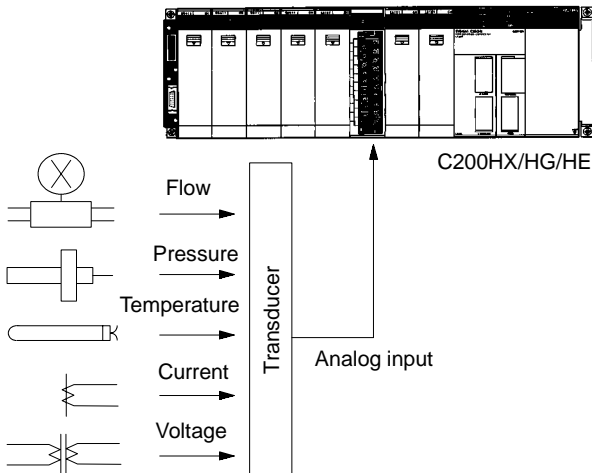 C200HX/HG/HE
Flow
Pressure
Temperature
Current
Voltage
Transducer
Analog input